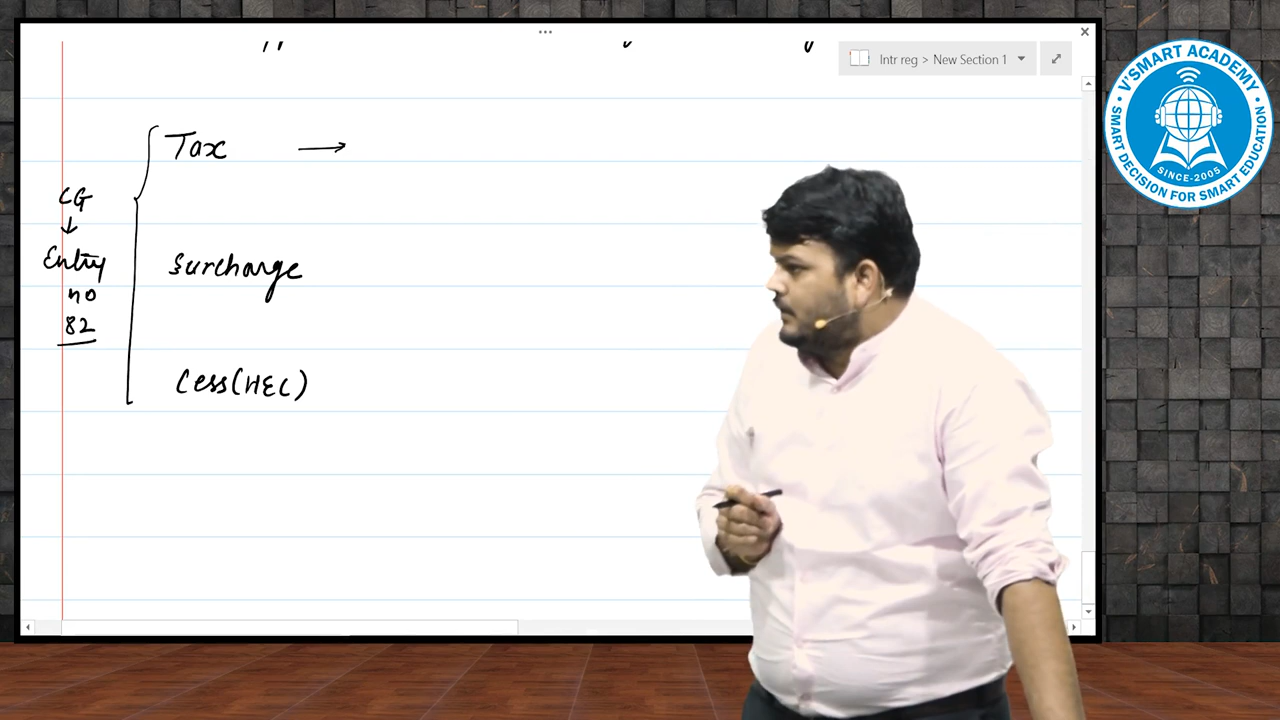 Intr reg > New Section 1
Tax →
CG
↓
Entry
no
82
Surcharge
Cess(HEC)
V'SMART ACADEMY
SINCE-2005
SMART DECISION FOR SMART EDUCATION